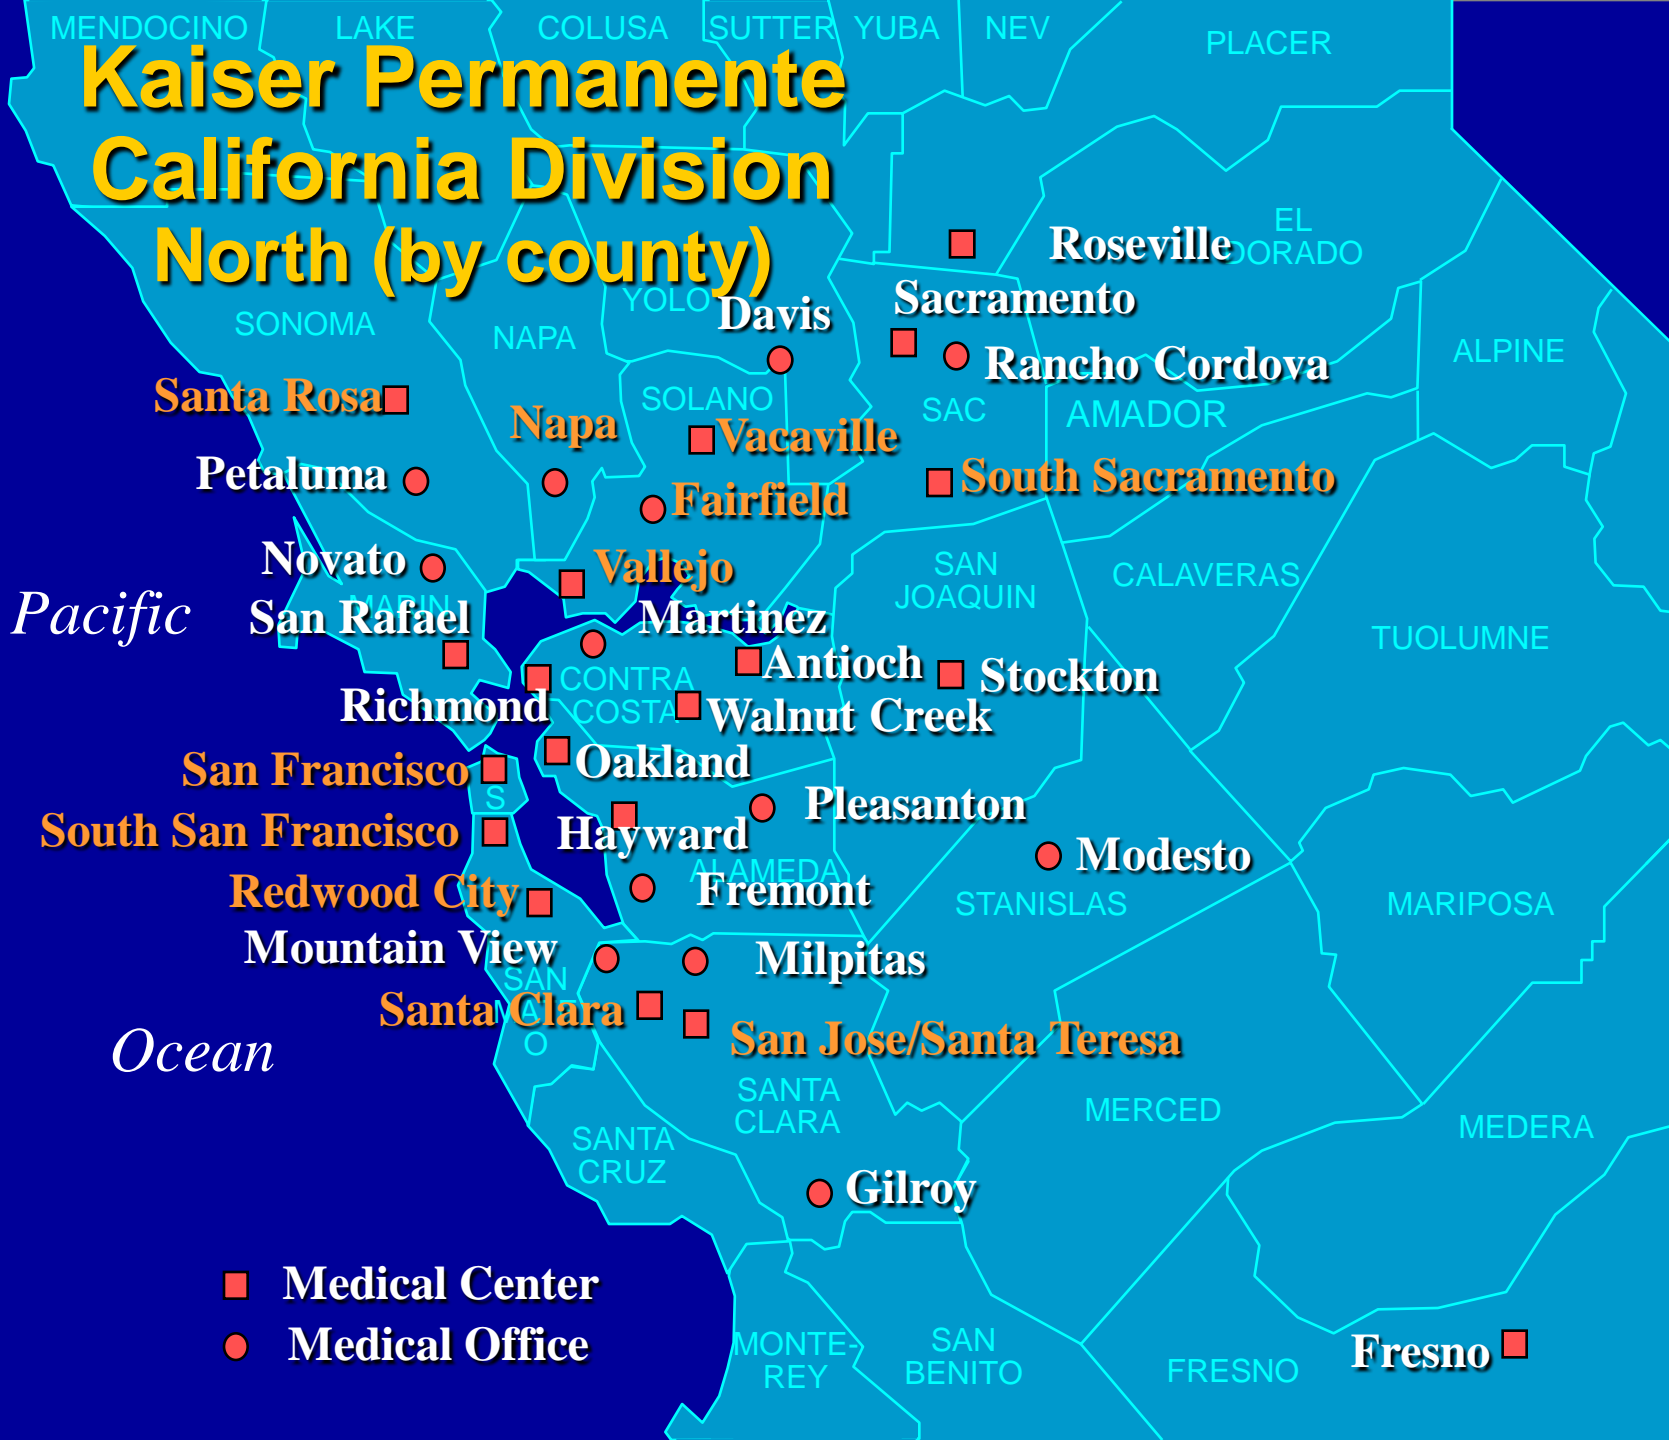 MENDOCINO
LAKE
COLUSA
SUTTER
YUBA
NEV
PLACER
Kaiser Permanente
California Division
North (by county)
EL
DORADO
Roseville
Sacramento
YOLO
Davis
SONOMA
NAPA
Rancho Cordova
ALPINE
Santa Rosa
SOLANO
SAC
AMADOR
Napa
Vacaville
Petaluma
South Sacramento
Fairfield
Novato
Vallejo
SAN
JOAQUIN
CALAVERAS
Pacific
MARIN
San Rafael
Martinez
TUOLUMNE
Antioch
Stockton
CONTRA
COSTA
Richmond
Walnut Creek
San Francisco
Oakland
S
Pleasanton
South San Francisco
Hayward
Modesto
ALAMEDA
Redwood City
Fremont
STANISLAS
MARIPOSA
Mountain View
Milpitas
SAN
MATE
O
Santa Clara
San Jose/Santa Teresa
Ocean
SANTA
CLARA
MERCED
MEDERA
SANTA
CRUZ
Gilroy
Medical Center
Medical Office
MONTE-
REY
SAN
BENITO
FRESNO
Fresno